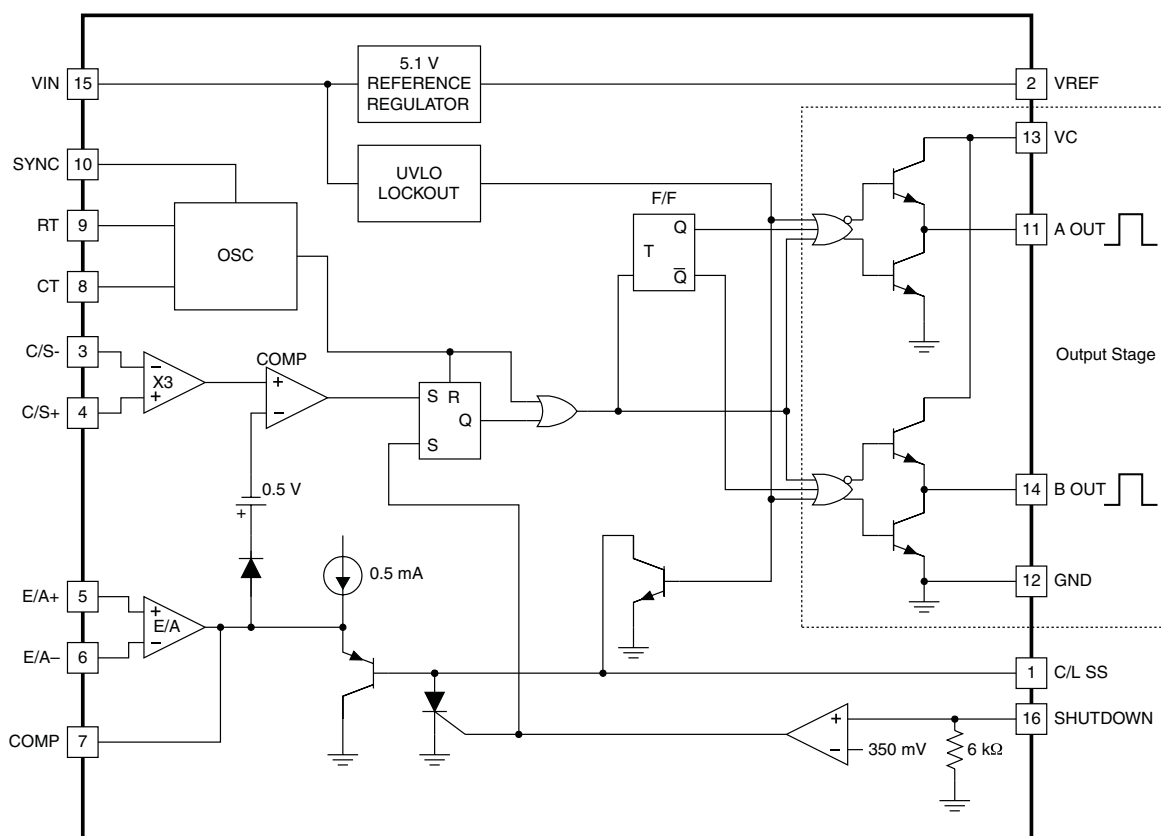 5.1 V
REFERENCE
REGULATOR
VIN 15
2 VREF
13 VC
SYNC 10
UVLO
LOCKOUT
F/F
RT 9
OSC
Q
T
Q̅
11 A OUT
CT 8
C/S- 3
−
X3
+
C/S+ 4
COMP
+
−
S R
Q
S
Output Stage
0.5 V
+
14 B OUT
0.5 mA
E/A+ 5
+
E/A
−
E/A− 6
12 GND
1 C/L SS
16 SHUTDOWN
COMP 7
+
−
350 mV
6 kΩ